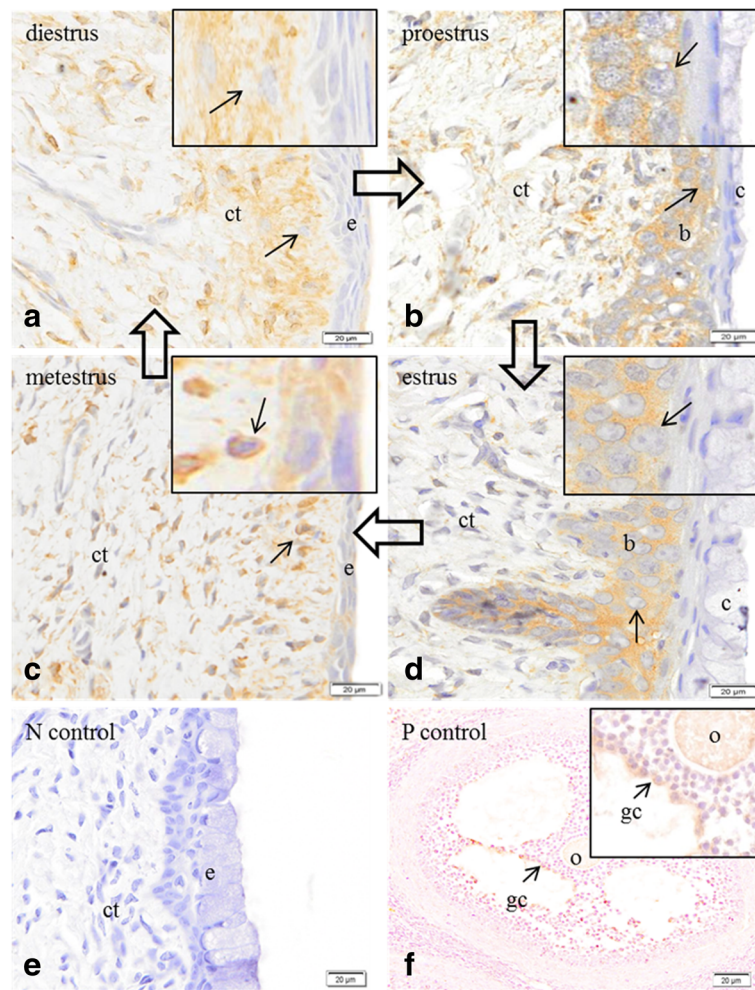 diestrus
ct
e
a
20 µm
proestrus
ct
b
c
b
20 µm
metestrus
ct
e
c
20 µm
estrus
ct
b
c
d
20 µm
N control
ct
e
e
20 µm
P control
o
gc
o
gc
f
20 µm